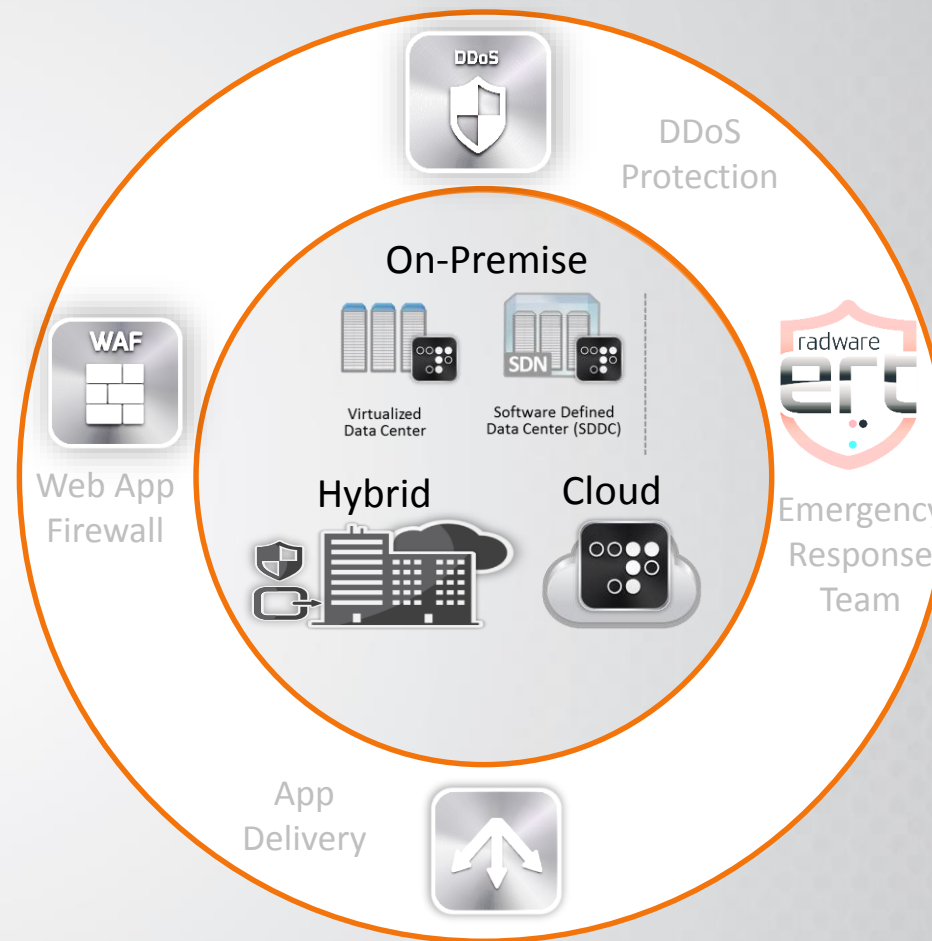 DDoS
DDoS
Protection
On-Premise
SDN
Virtualized
Data Center
Software Defined
Data Center (SDDC)
WAF
Web App
Firewall
radware
ert
Hybrid
Cloud
Emergency
Response
Team
App
Delivery